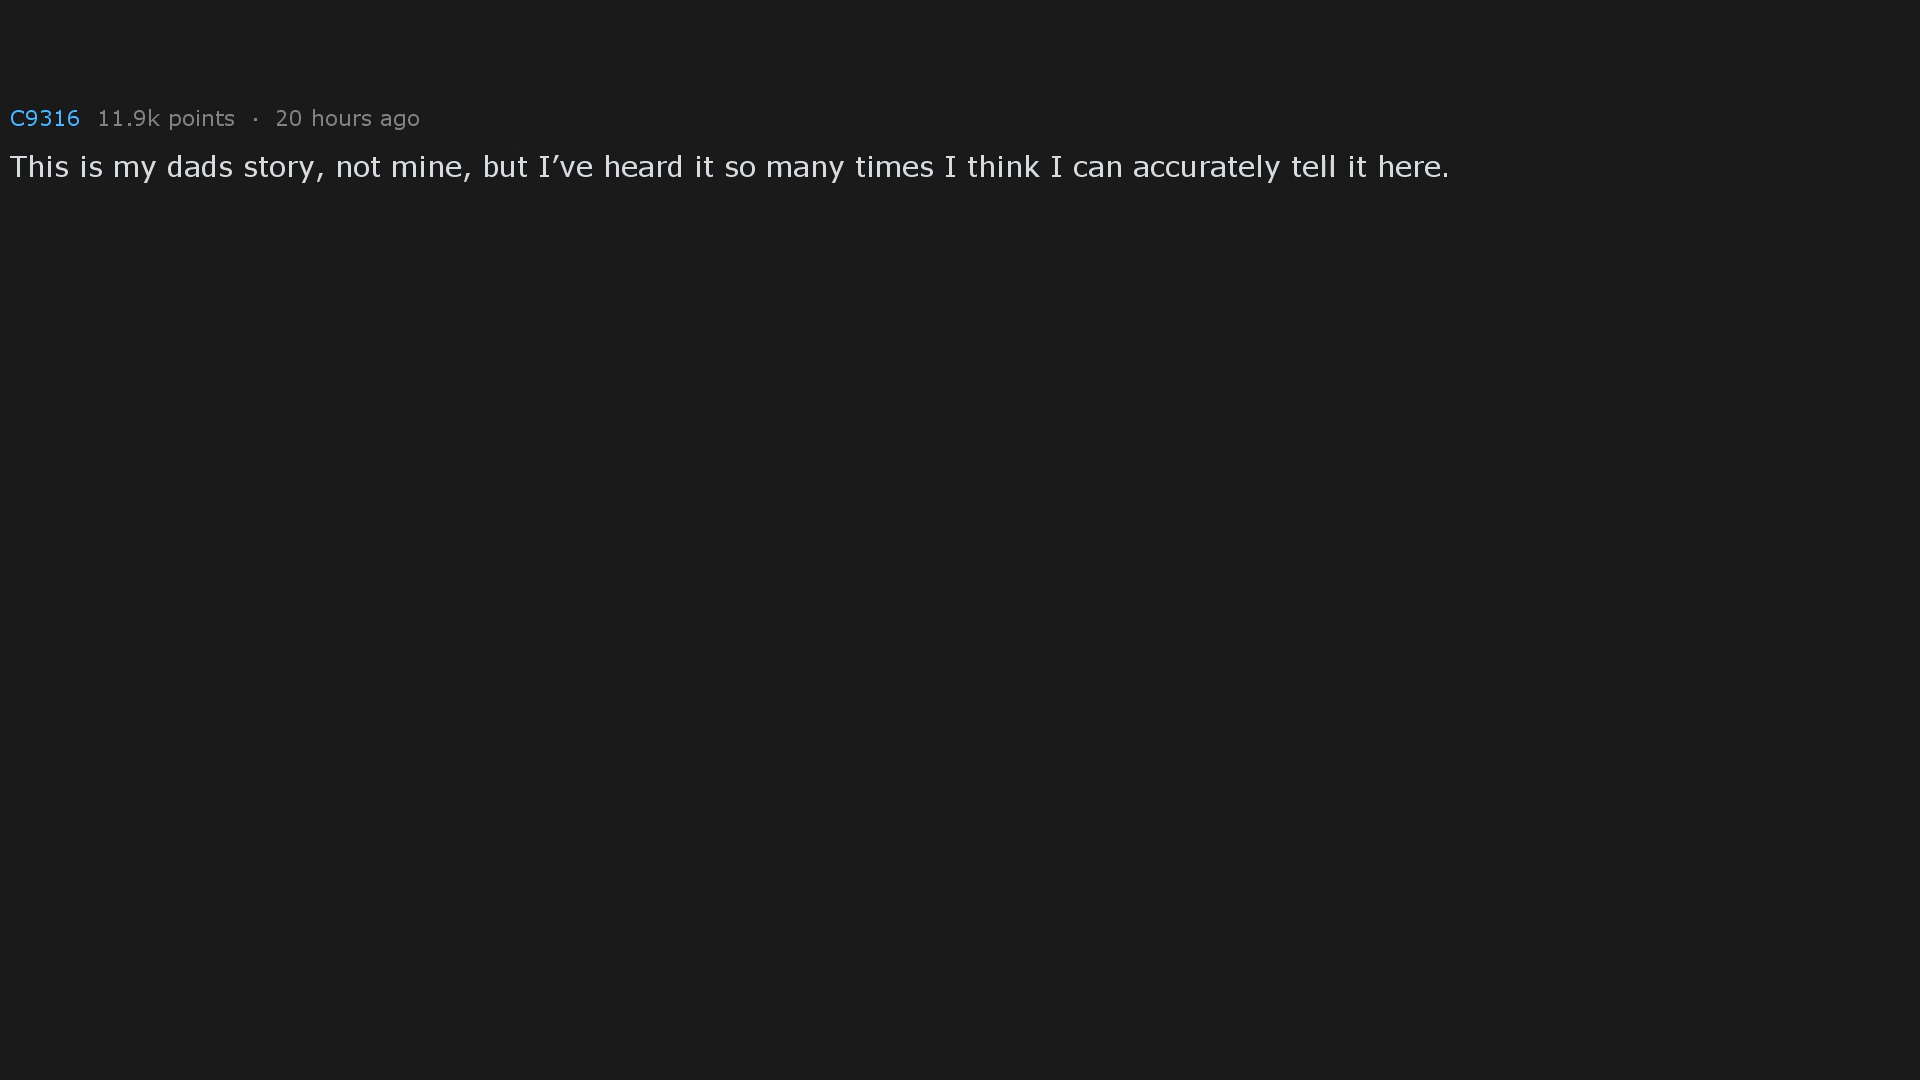 C9316 11.9k points · 20 hours ago
This is my dads story, not mine, but I’ve heard it so many times I think I can accurately tell it here.